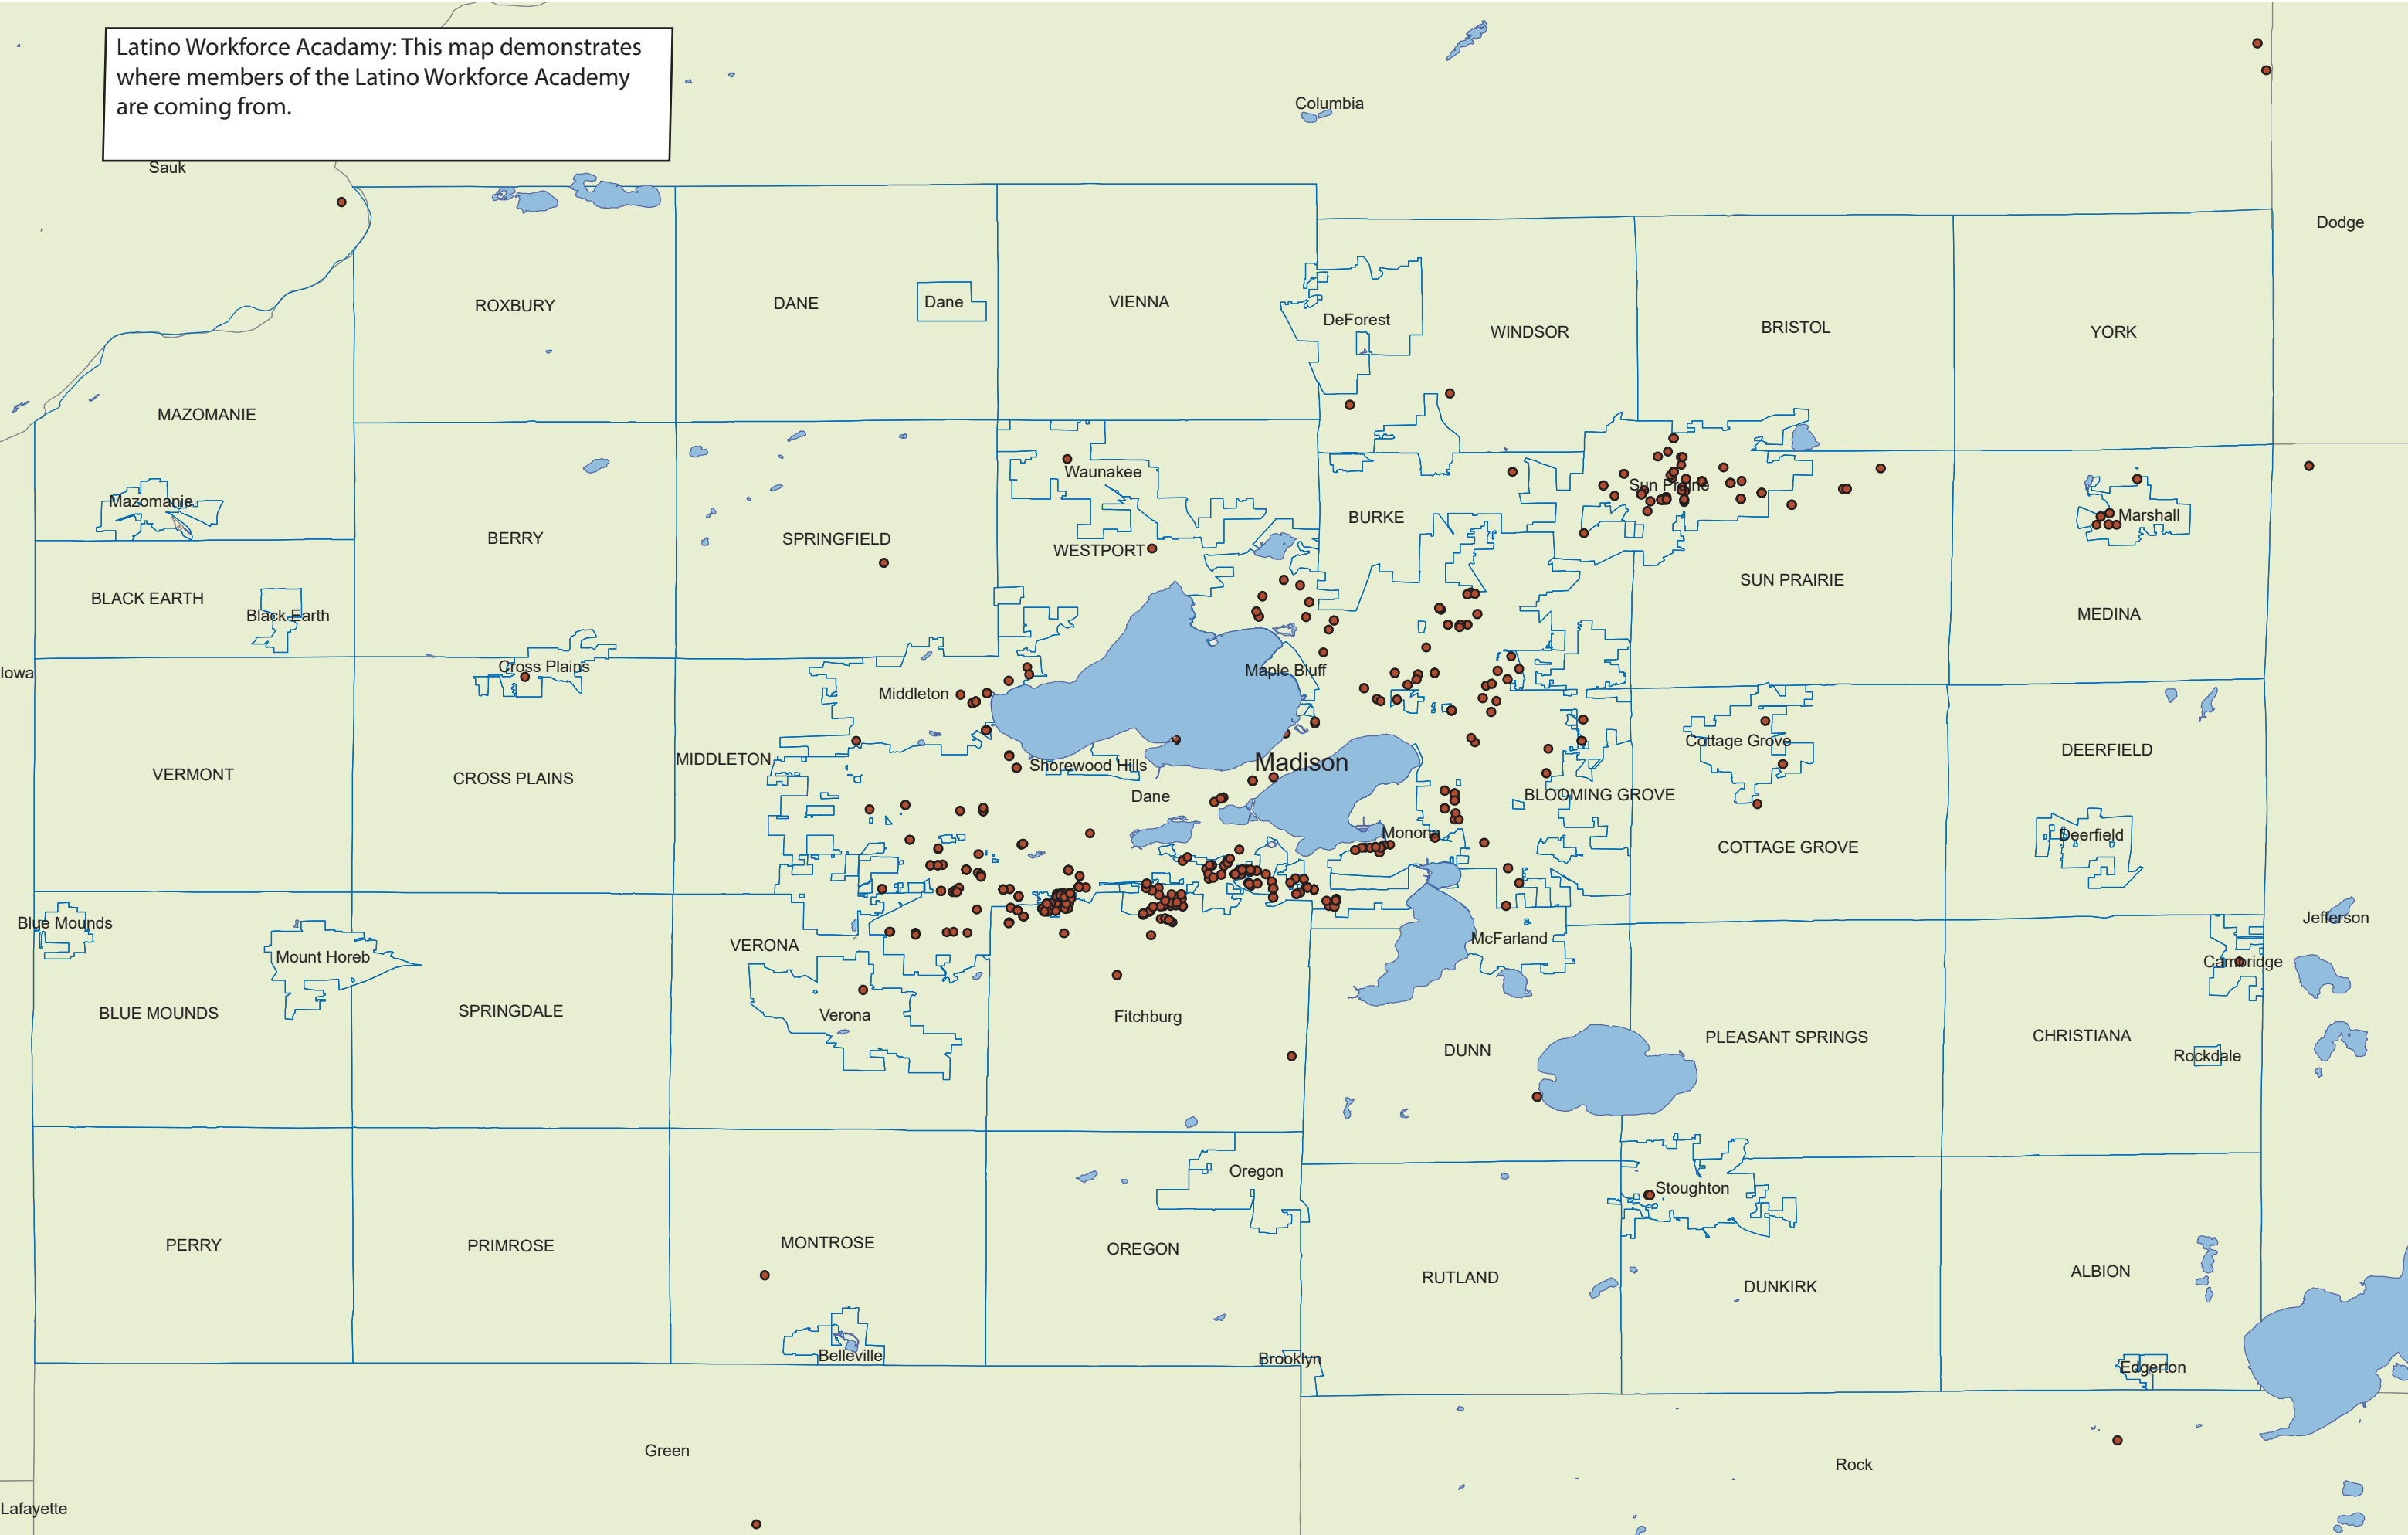 Latino Workforce Acadamy: This map demonstrates
where members of the Latino Workforce Academy
are coming from.
Columbia
Sauk
Dodge
ROXBURY
DANE
Dane
VIENNA
DeForest
WINDSOR
BRISTOL
YORK
MAZOMANIE
Mazomanie
Waunakee
Sun Prairie
Marshall
BURKE
BERRY
SPRINGFIELD
WESTPORT
SUN PRAIRIE
BLACK EARTH
Black Earth
MEDINA
Iowa
Cross Plains
Maple Bluff
Middleton
Cottage Grove
DEERFIELD
MIDDLETON
Madison
Shorewood Hills
VERMONT
CROSS PLAINS
Dane
BLOOMING GROVE
Monona
Deerfield
COTTAGE GROVE
Blue Mounds
Jefferson
McFarland
VERONA
Mount Horeb
Cambridge
BLUE MOUNDS
SPRINGDALE
Verona
Fitchburg
PLEASANT SPRINGS
CHRISTIANA
DUNN
Rockdale
Oregon
Stoughton
PERRY
PRIMROSE
MONTROSE
OREGON
RUTLAND
DUNKIRK
ALBION
Belleville
Brooklyn
Edgerton
Green
Rock
Lafayette